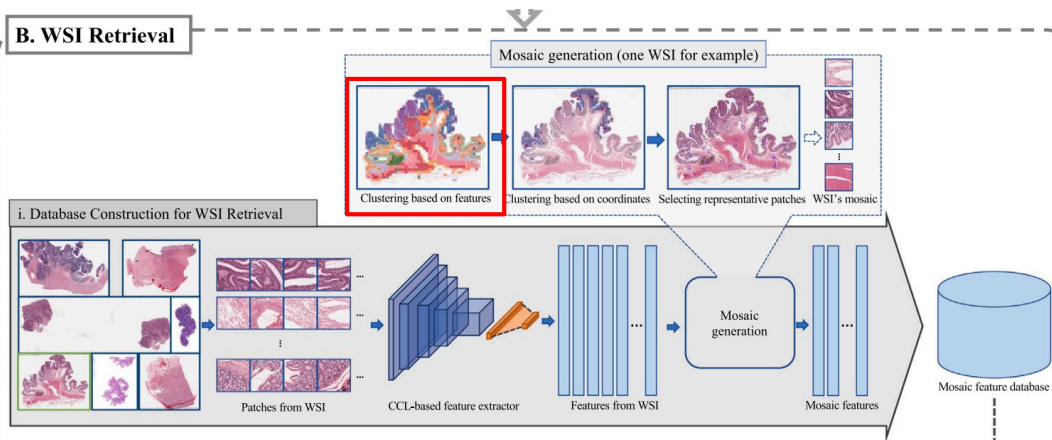 B. WSI Retrieval
Mosaic generation (one WSI for example)
Clustering based on features
Clustering based on coordinates
Selecting representative patches
WSI's mosaic
i. Database Construction for WSI Retrieval
Mosaic
generation
Patches from WSI
CCL-based feature extractor
Features from WSI
Mosaic features
Mosaic feature database